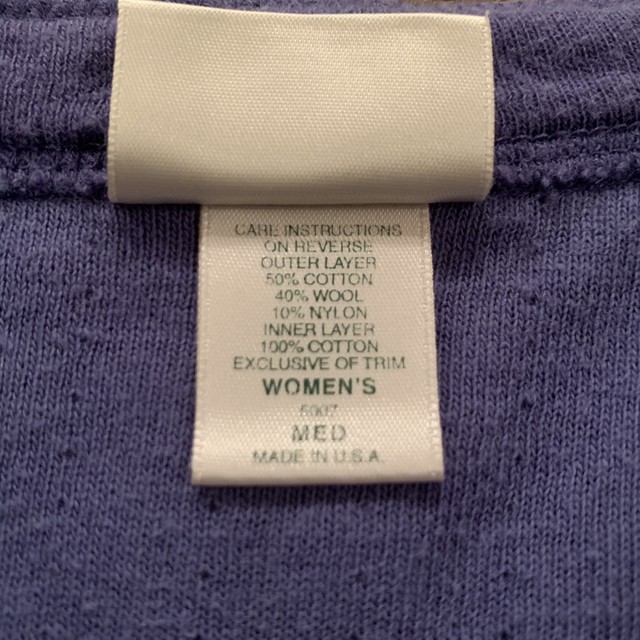 CARE INSTRUCTIONS
ON REVERSE
OUTER LAYER
50% COTTON
40% WOOL
10% NYLON
INNER LAYER
100% COTTON
EXCLUSIVE OF TRIM
WOMEN'S
MED
MADE IN U.S.A.